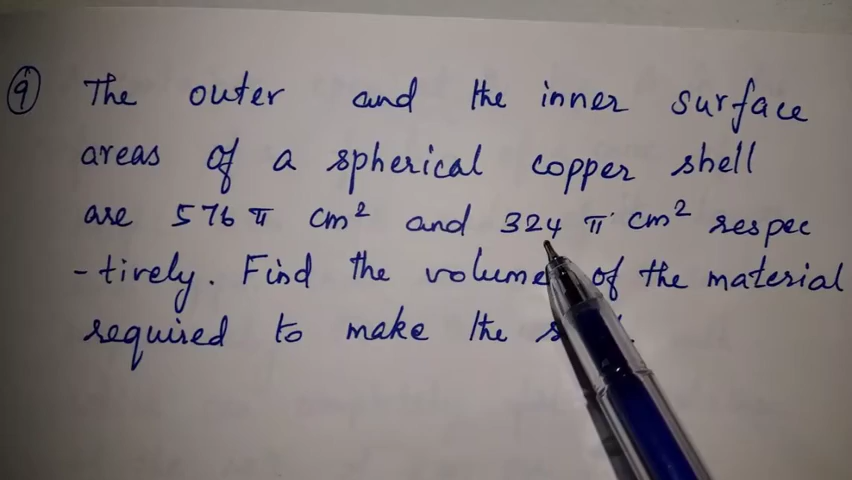 9 The outer and the inner surface
areas of a spherical copper shell
are 576 π cm² and 324 π cm² respec
-tively. Find the volume of the material
required to make the